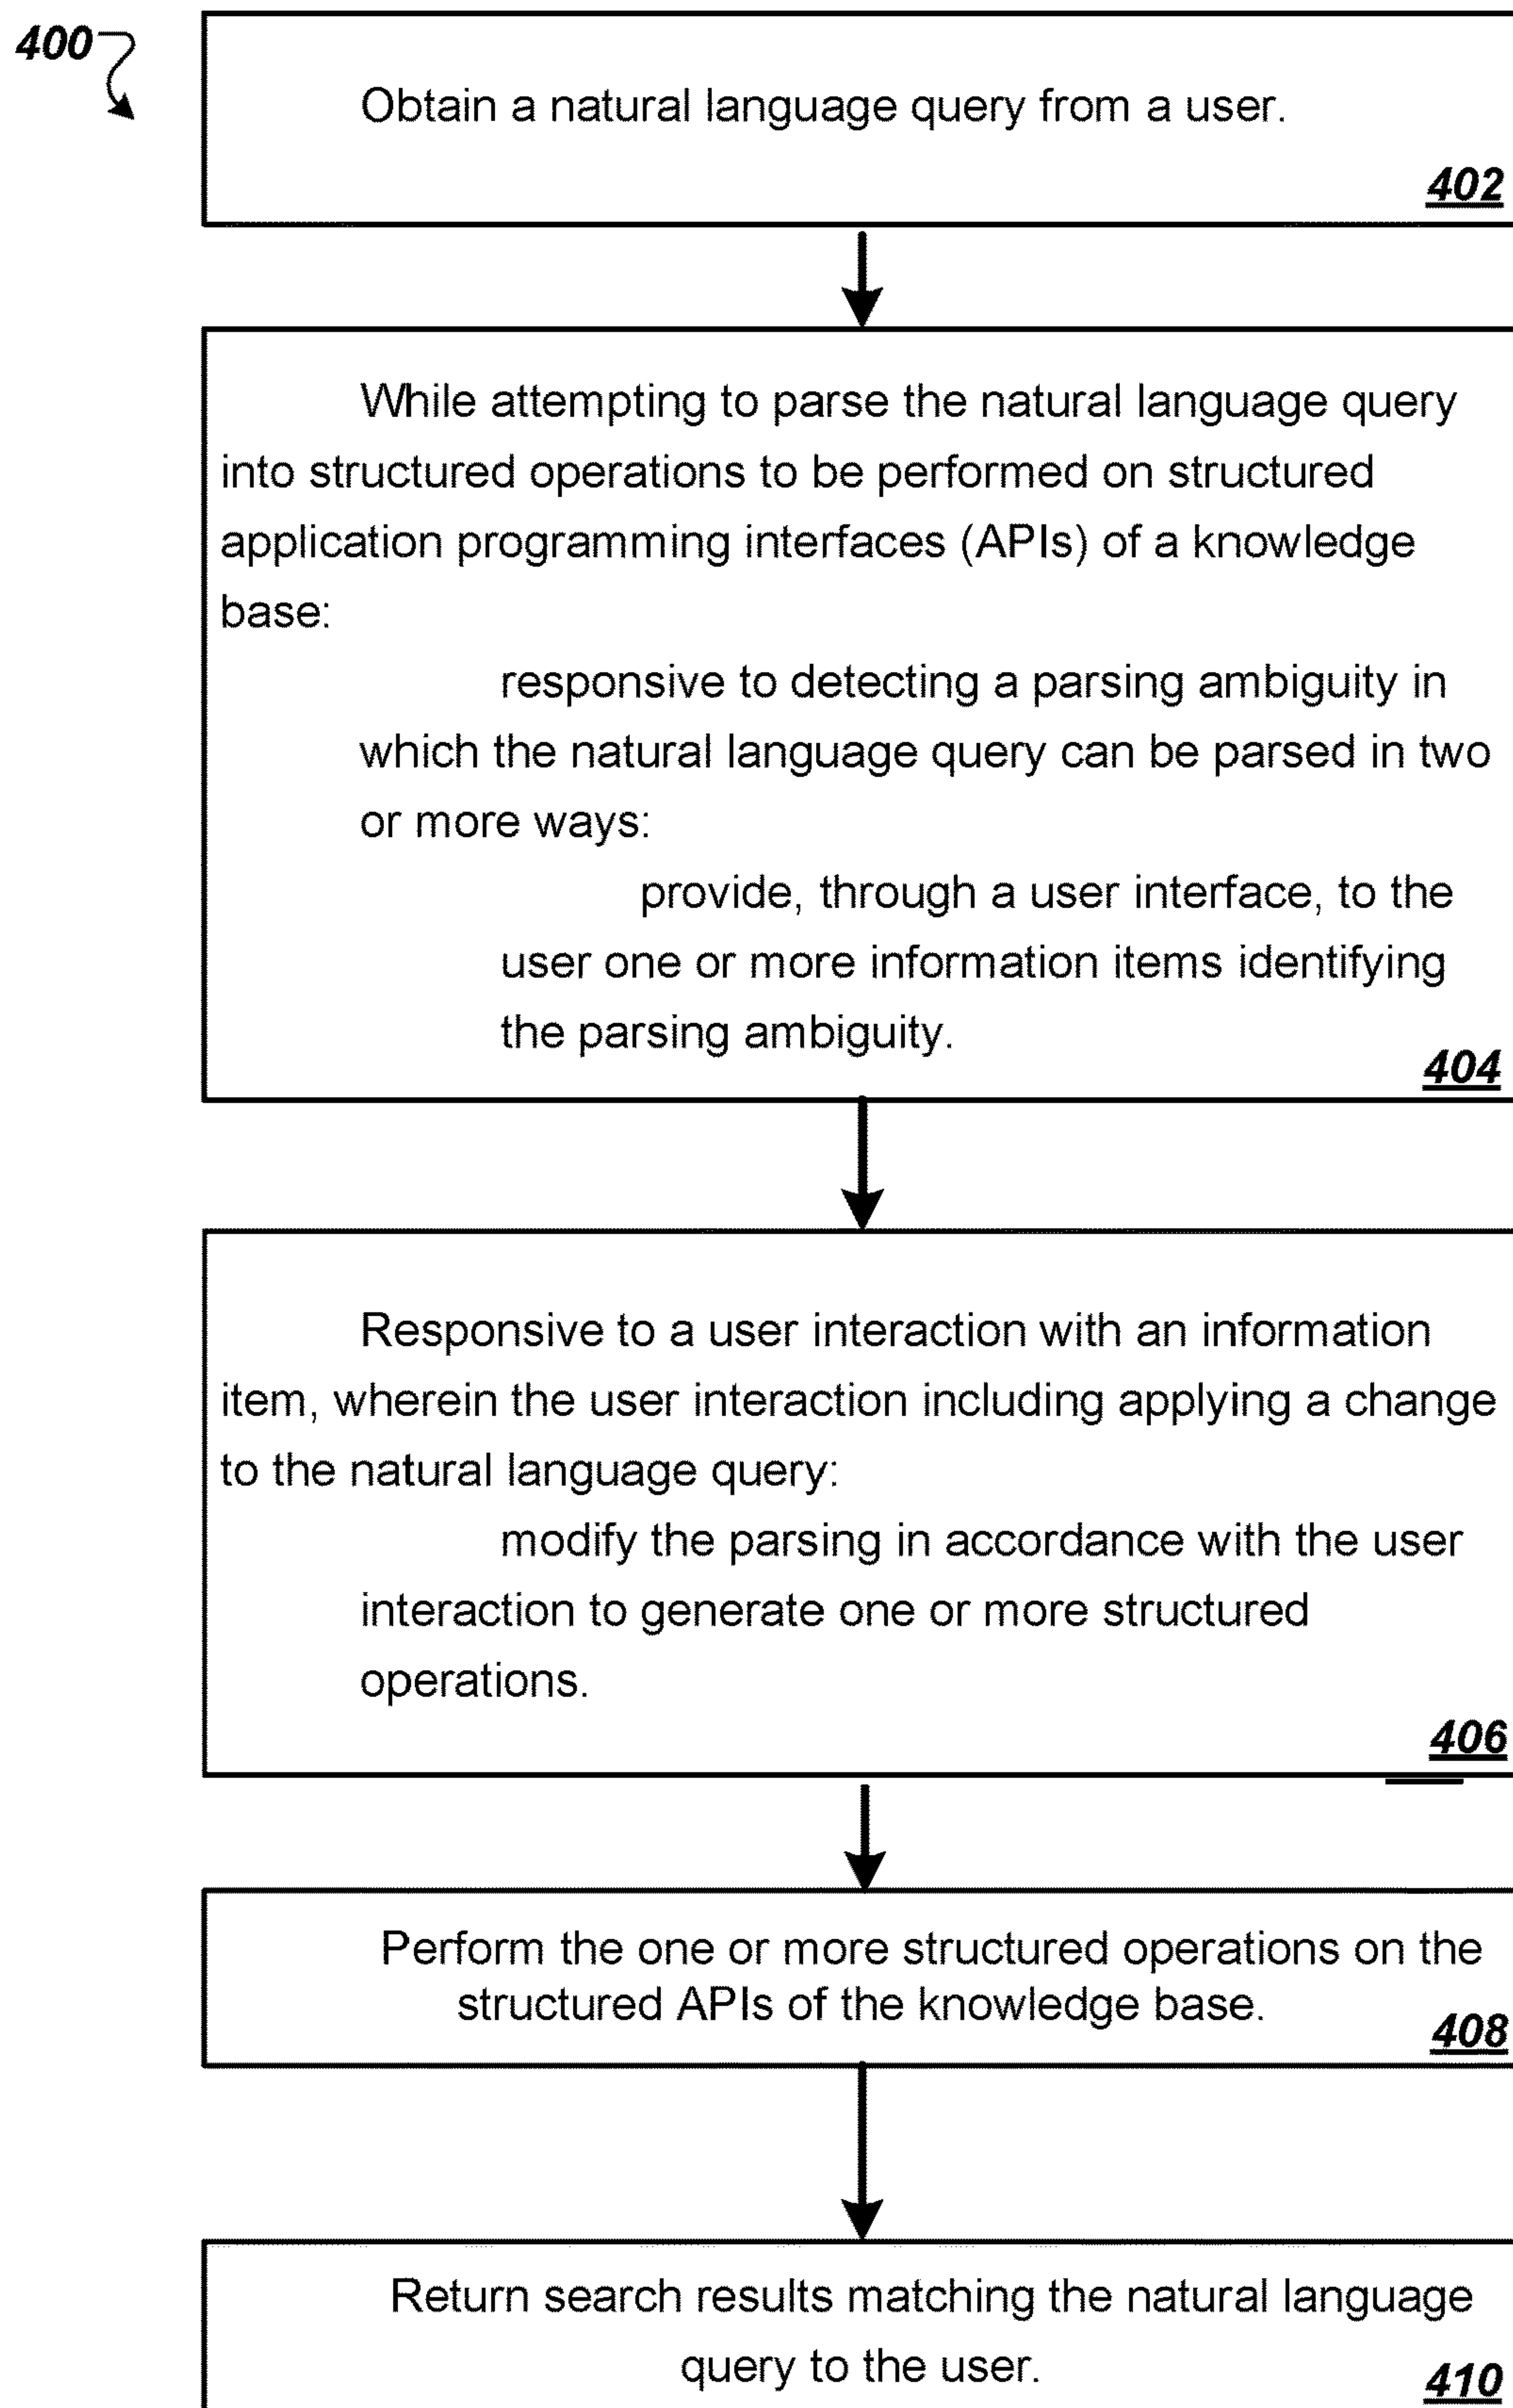 400
Obtain a natural language query from a user.
402
While attempting to parse the natural language query
into structured operations to be performed on structured
application programming interfaces (APIs) of a knowledge
base:
responsive to detecting a parsing ambiguity in
which the natural language query can be parsed in two
or more ways:
provide, through a user interface, to the
user one or more information items identifying
the parsing ambiguity.
404
Responsive to a user interaction with an information
item, wherein the user interaction including applying a change
to the natural language query:
modify the parsing in accordance with the user
interaction to generate one or more structured
operations.
406
Perform the one or more structured operations on the
structured APIs of the knowledge base.
408
Return search results matching the natural language
query to the user.
410